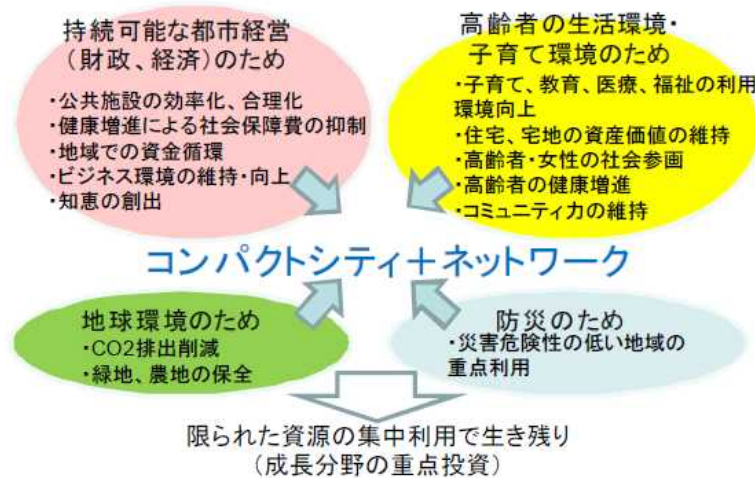 持続可能な都市経営
(財政、経済)のため
・公共施設の効率化、合理化
・健康増進による社会保障費の抑制
・地域での資金循環
・ビジネス環境の維持・向上
・知恵の創出
高齢者の生活環境・
子育て環境のため
・子育て、教育、医療、福祉の利用
環境向上
・住宅、宅地の資産価値の維持
・高齢者・女性の社会参画
・高齢者の健康増進
・コミュニティ力の維持
コンパクトシティ+ネットワーク
地球環境のため
・CO2排出削減
・緑地、農地の保全
防災のため
・災害危険性の低い地域の
重点利用
限られた資源の集中利用で生き残り
(成長分野の重点投資)